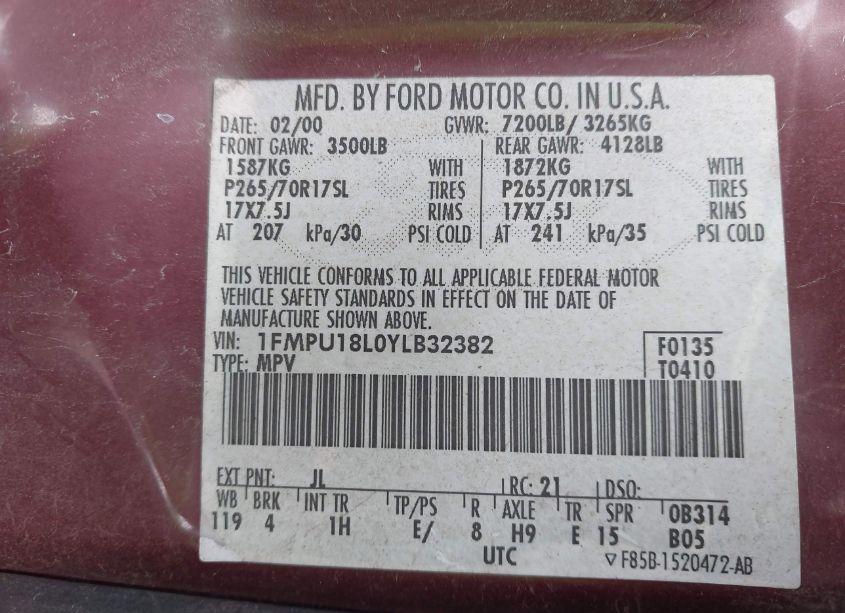 MFD. BY FORD MOTOR CO. IN U.S.A.
DATE: 02/00 GVWR: 7200LB/ 3265KG
FRONT GAWR: 3500LB REAR GAWR: 4128LB
1587KG WITH 1872KG WITH
P265/70R17SL TIRES P265/70R17SL TIRES
17X7.5J RIMS 17X7.5J RIMS
AT 207 kPa/30 PSI COLD AT 241 kPa/35 PSI COLD
THIS VEHICLE CONFORMS TO ALL APPLICABLE FEDERAL MOTOR
VEHICLE SAFETY STANDARDS IN EFFECT ON THE DATE OF
MANUFACTURE SHOWN ABOVE.
VIN: 1FMPU18L0YLB32382 F0135
TYPE: MPV T0410
EXT PNT: JL RC: 21 DSO:
WB BRK INT TR TP/PS R AXLE TR SPR 0B314
119 4 1H E/ 8 H9 E 15 B05
UTC ▽F85B-1520472-AB